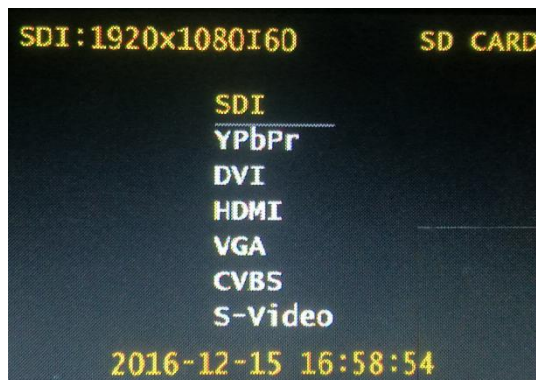 SDI:1920x1080I60 SD CARD
SDI
YPbPr
DVI
HDMI
VGA
CVBS
S-Video
2016-12-15 16:58:54